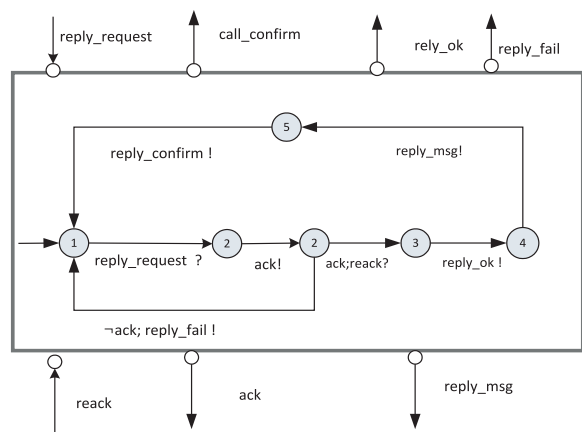 reply_request
call_confirm
rely_ok
reply_fail
5
reply_confirm !
reply_msg!
1
2
2
3
4
reply_request ?
ack!
ack;reack?
reply_ok !
¬ack; reply_fail !
reack
ack
reply_msg